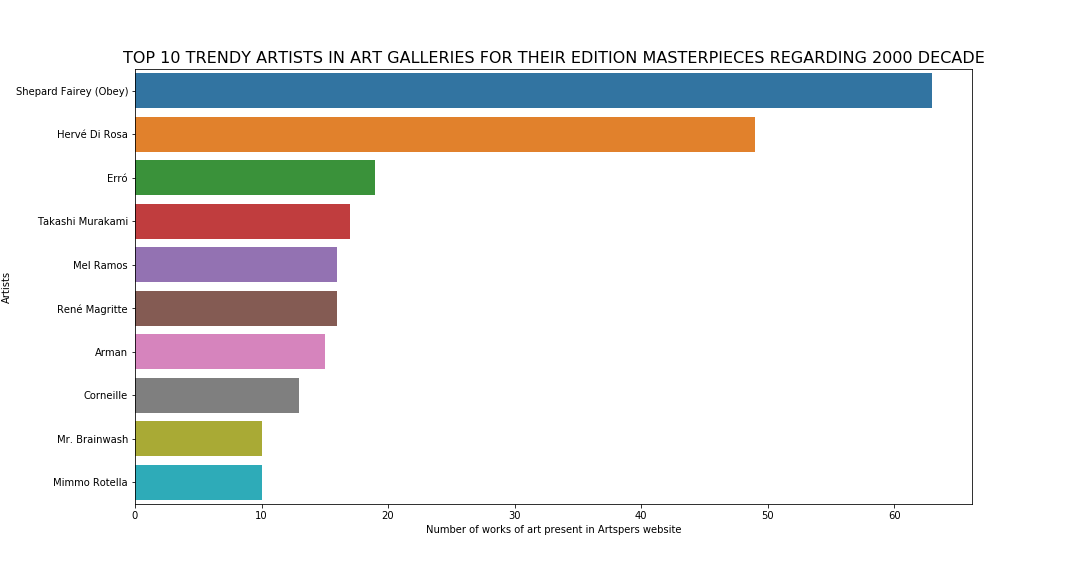 TOP 10 TRENDY ARTISTS IN ART GALLERIES FOR THEIR EDITION MASTERPIECES REGARDING 2000 DECADE
Artists
Shepard Fairey (Obey)
Hervé Di Rosa
Erró
Takashi Murakami
Mel Ramos
René Magritte
Arman
Corneille
Mr. Brainwash
Mimmo Rotella
0 10 20 30 40 50 60
Number of works of art present in Artspers website